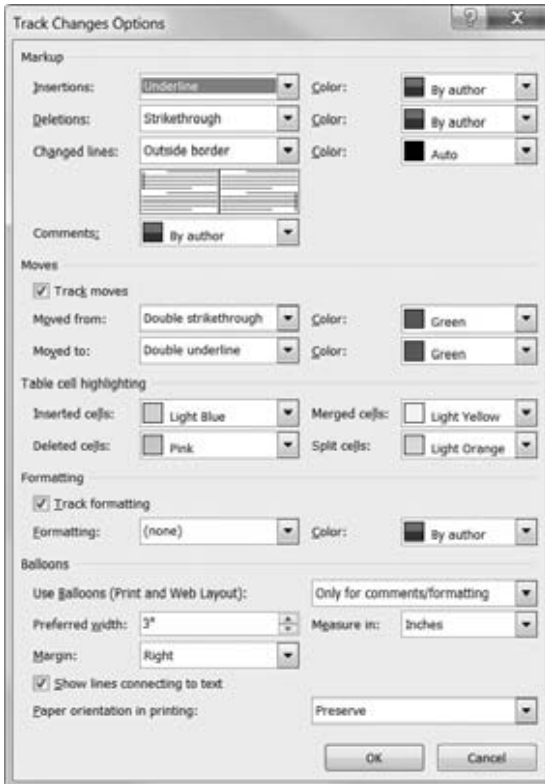 Track Changes Options
Markup
Insertions: Underline Color: By author
Deletions: Strikethrough Color: By author
Changed lines: Outside border Color: Auto
Comments: By author
Moves
Track moves
Moved from: Double strikethrough Color: Green
Moved to: Double underline Color: Green
Table cell highlighting
Inserted cells: Light Blue Merged cells: Light Yellow
Deleted cells: Pink Split cells: Light Orange
Formatting
Track formatting
Formatting: (none) Color: By author
Balloons
Use Balloons (Print and Web Layout): Only for comments/formatting
Preferred width: 3" Measure in: Inches
Margin: Right
Show lines connecting to text
Paper orientation in printing: Preserve
OK Cancel